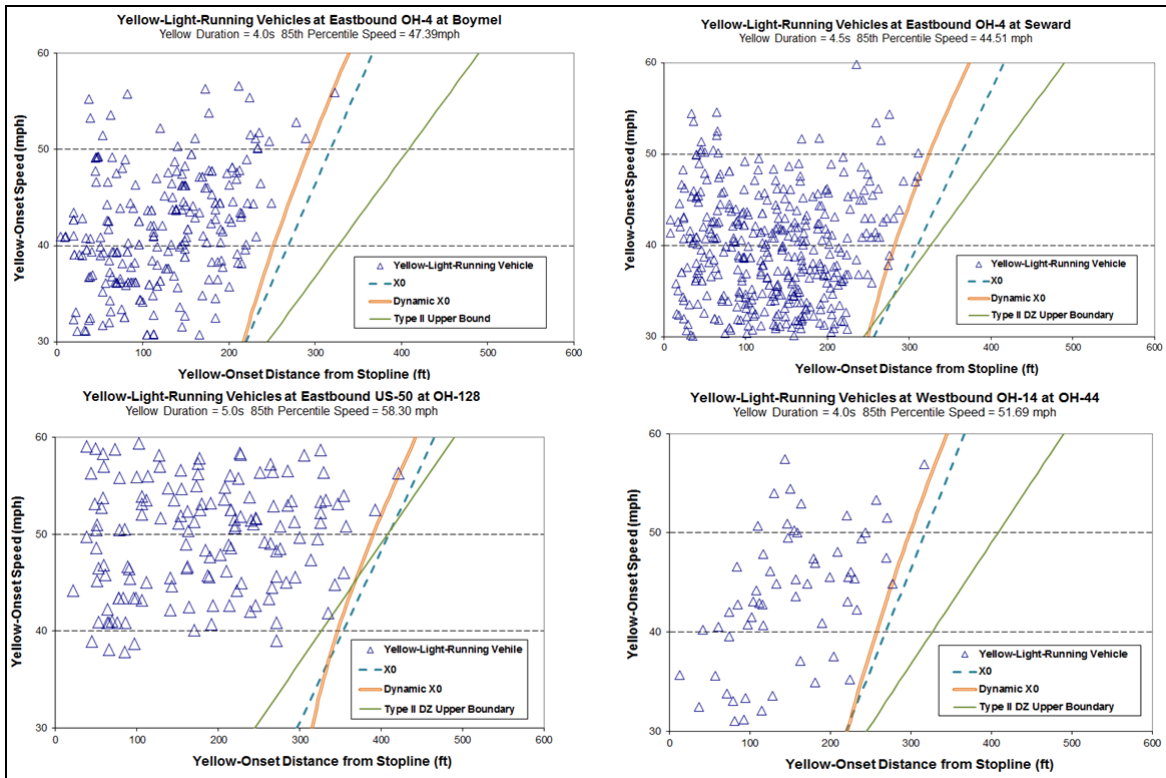 Yellow-Light-Running Vehicles at Eastbound OH-4 at Boymel
Yellow Duration = 4.0s 85th Percentile Speed = 47.39mph
Yellow-Onset Speed (mph)
60
50
40
30
Yellow-Light-Running Vehicle
X0
Dynamic X0
Type II Upper Bound
0 100 200 300 400 500 600
Yellow-Onset Distance from Stopline (ft)
Yellow-Light-Running Vehicles at Eastbound OH-4 at Seward
Yellow Duration = 4.5s 85th Percentile Speed = 44.51 mph
Yellow-Onset Speed (mph)
60
50
40
30
Yellow-Light-Running Vehicle
X0
Dynamic X0
Type II DZ Upper Boundary
0 100 200 300 400 500 600
Yellow-Onset Distance from Stopline (ft)
Yellow-Light-Running Vehicles at Eastbound US-50 at OH-128
Yellow Duration = 5.0s 85th Percentile Speed = 58.30 mph
Yellow-Onset Speed (mph)
60
50
40
30
Yellow-Light-Running Vehile
X0
Dynamic X0
Type II DZ Upper Boundary
0 100 200 300 400 500 600
Yellow-Onset Distance from Stopline (ft)
Yellow-Light-Running Vehicles at Westbound OH-14 at OH-44
Yellow Duration = 4.0s 85th Percentile Speed = 51.69 mph
Yellow-Onset Speed (mph)
60
50
40
30
Yellow-Light-Running Vehicle
X0
Dynamic X0
Type II DZ Upper Boundary
0 100 200 300 400 500 600
Yellow-Onset Distance from Stopline (ft)